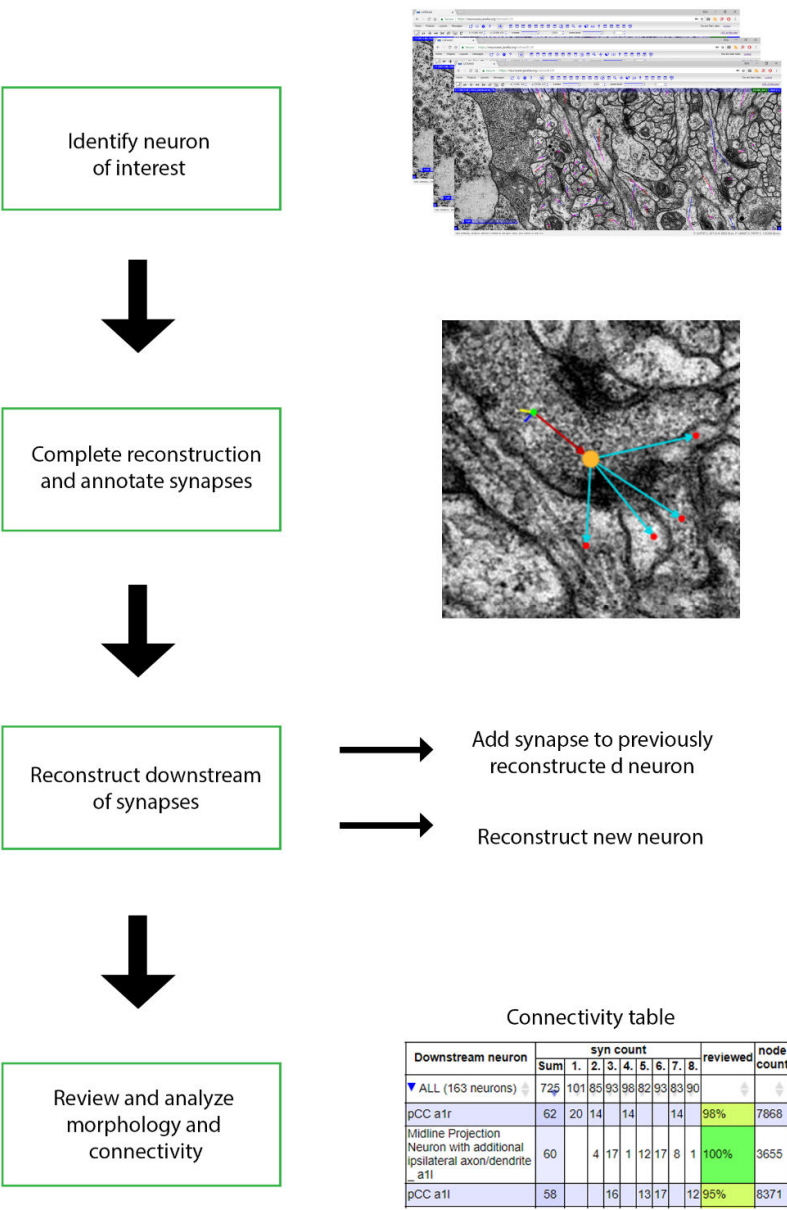 Identify neuron
of interest
Complete reconstruction
and annotate synapses
Reconstruct downstream
of synapses
Add synapse to previously
reconstructe d neuron
Reconstruct new neuron
Review and analyze
morphology and
connectivity
Connectivity table
Downstream neuron syn count reviewed node count
Sum 1. 2. 3. 4. 5. 6. 7. 8.
ALL (163 neurons) 725 101 85 93 98 82 93 83 90
pCC a1r 62 20 14 14 14 98% 7868
Midline Projection
Neuron with additional
ipsilateral axon/dendrite
_ a1l 60 4 17 1 12 17 8 1 100% 3655
pCC a1l 58 16 13 17 12 95% 8371